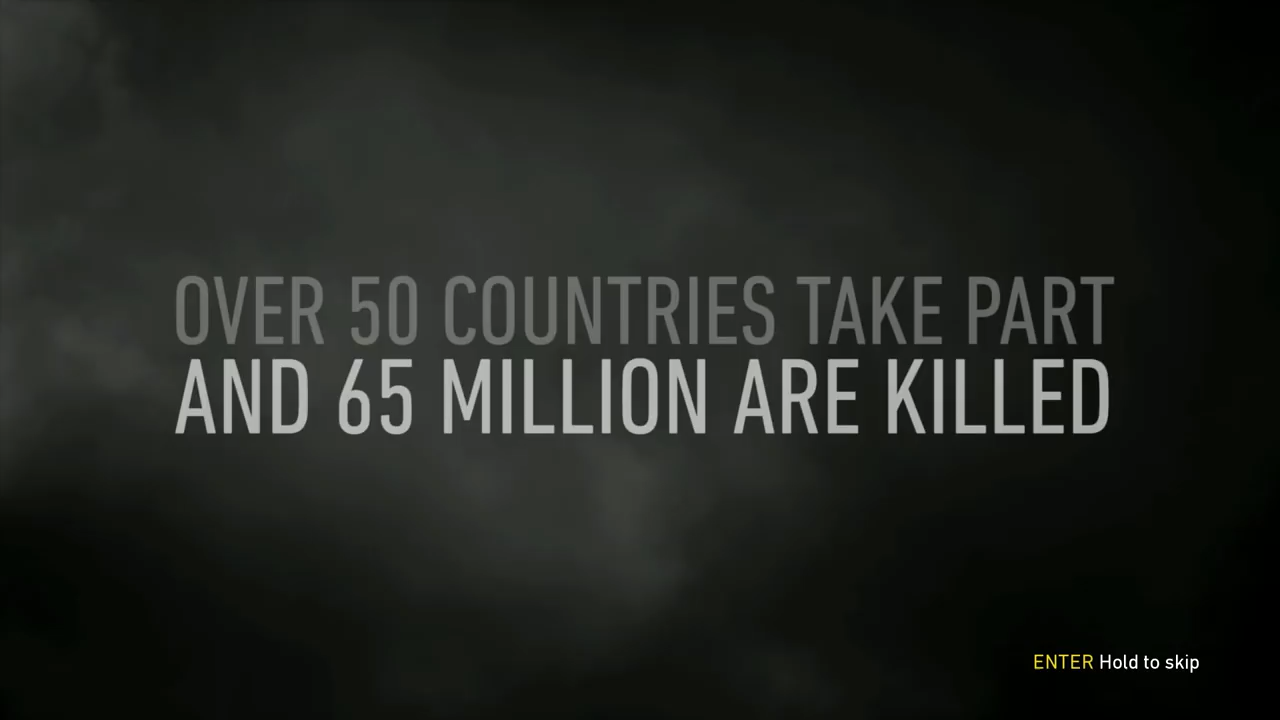 OVER 50 COUNTRIES TAKE PART
AND 65 MILLION ARE KILLED
ENTER Hold to skip